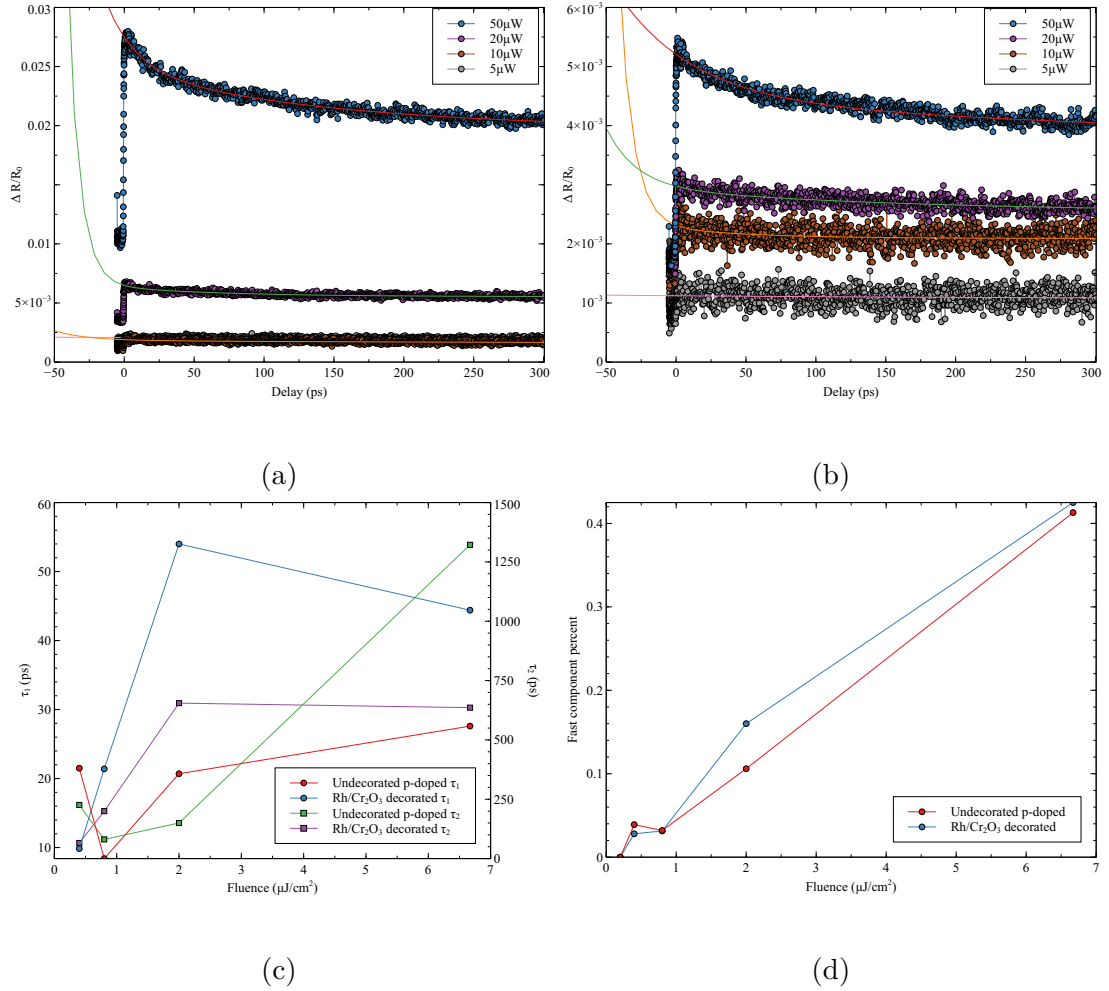 0.03
0.025
0.02
0.01
5×10⁻³
0
Δ R/R₀
−50 0 50 100 150 200 250 300
Delay (ps)
50µW
20µW
10µW
5µW
(a)
6×10⁻³
5×10⁻³
4×10⁻³
2×10⁻³
10⁻³
0
Δ R/R₀
−50 0 50 100 150 200 250 300
Delay (ps)
50µW
20µW
10µW
5µW
(b)
60
50
40
30
20
10
τ₁ (ps)
1500
1250
1000
750
500
250
0
τ₂ (ps)
0 1 2 3 4 5 6 7
Fluence (µJ/cm²)
Undecorated p-doped τ₁
Rh/Cr₂O₃ decorated τ₁
Undecorated p-doped τ₂
Rh/Cr₂O₃ decorated τ₂
(c)
0.4
0.3
0.2
0.1
0
Fast component percent
0 1 2 3 4 5 6 7
Fluence (µJ/cm²)
Undecorated p-doped
Rh/Cr₂O₃ decorated
(d)